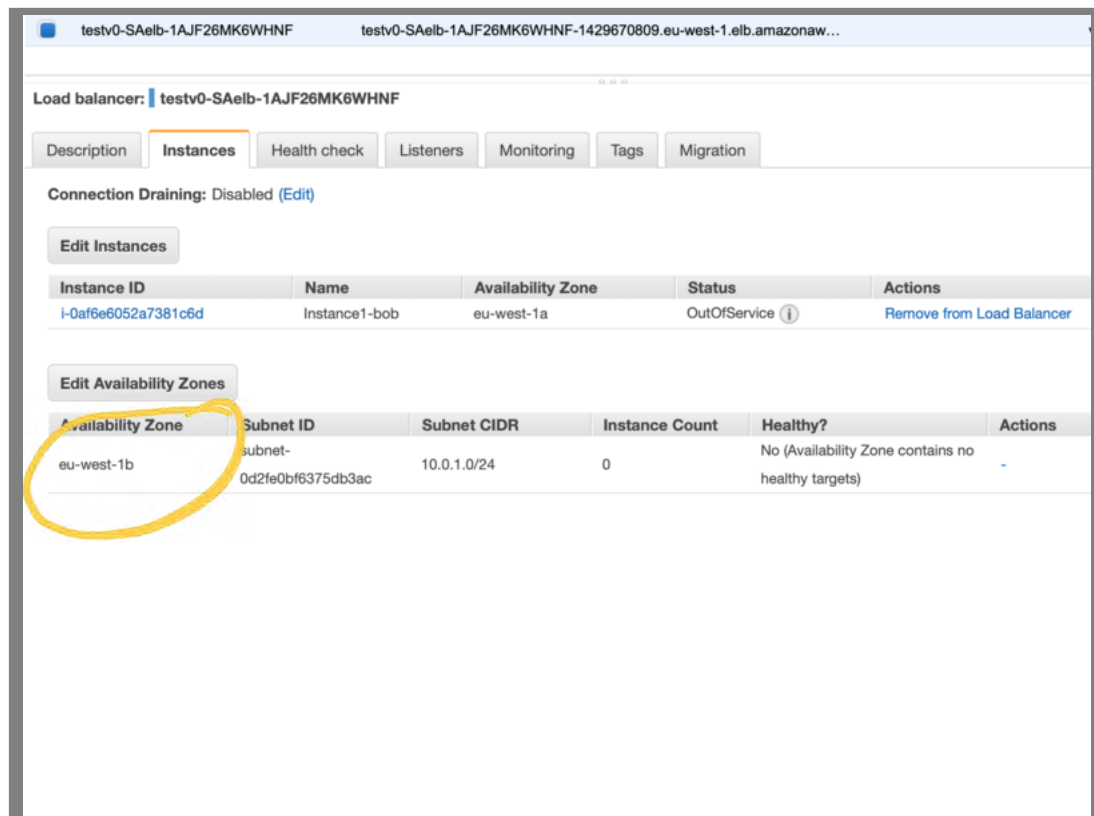 testv0-SAelb-1AJF26MK6WHNF testv0-SAelb-1AJF26MK6WHNF-1429670809.eu-west-1.elb.amazonaw...
Load balancer: testv0-SAelb-1AJF26MK6WHNF
Description Instances Health check Listeners Monitoring Tags Migration
Connection Draining: Disabled (Edit)
Edit Instances
Instance ID Name Availability Zone Status Actions
i-0af6e6052a7381c6d Instance1-bob eu-west-1a OutOfService i Remove from Load Balancer
Edit Availability Zones
Availability Zone Subnet ID Subnet CIDR Instance Count Healthy? Actions
eu-west-1b subnet- 10.0.1.0/24 0 No (Availability Zone contains no -
0d2fe0bf6375db3ac healthy targets)